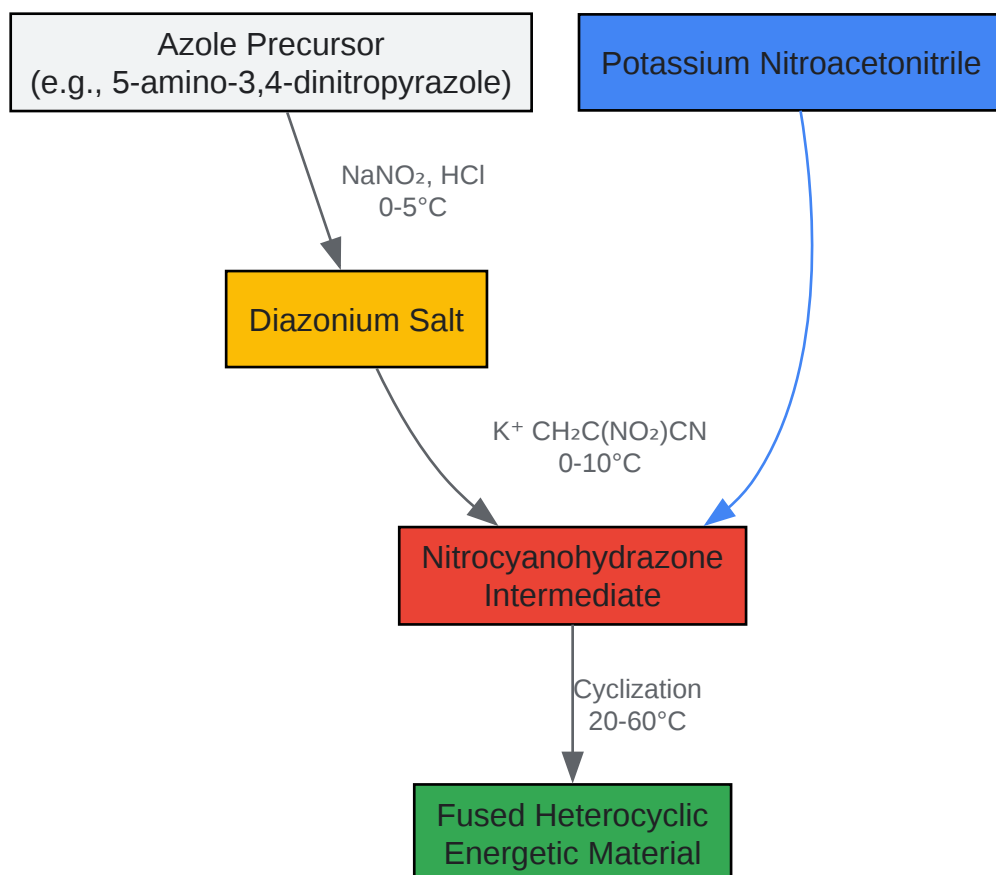 Azole Precursor
(e.g., 5-amino-3,4-dinitropyrazole)
Potassium Nitroacetonitrile
NaNO₂, HCl
0-5°C
Diazonium Salt
K⁺ CH₂C(NO₂)CN
0-10°C
Nitrocyanohydrazone
Intermediate
Cyclization
20-60°C
Fused Heterocyclic
Energetic Material